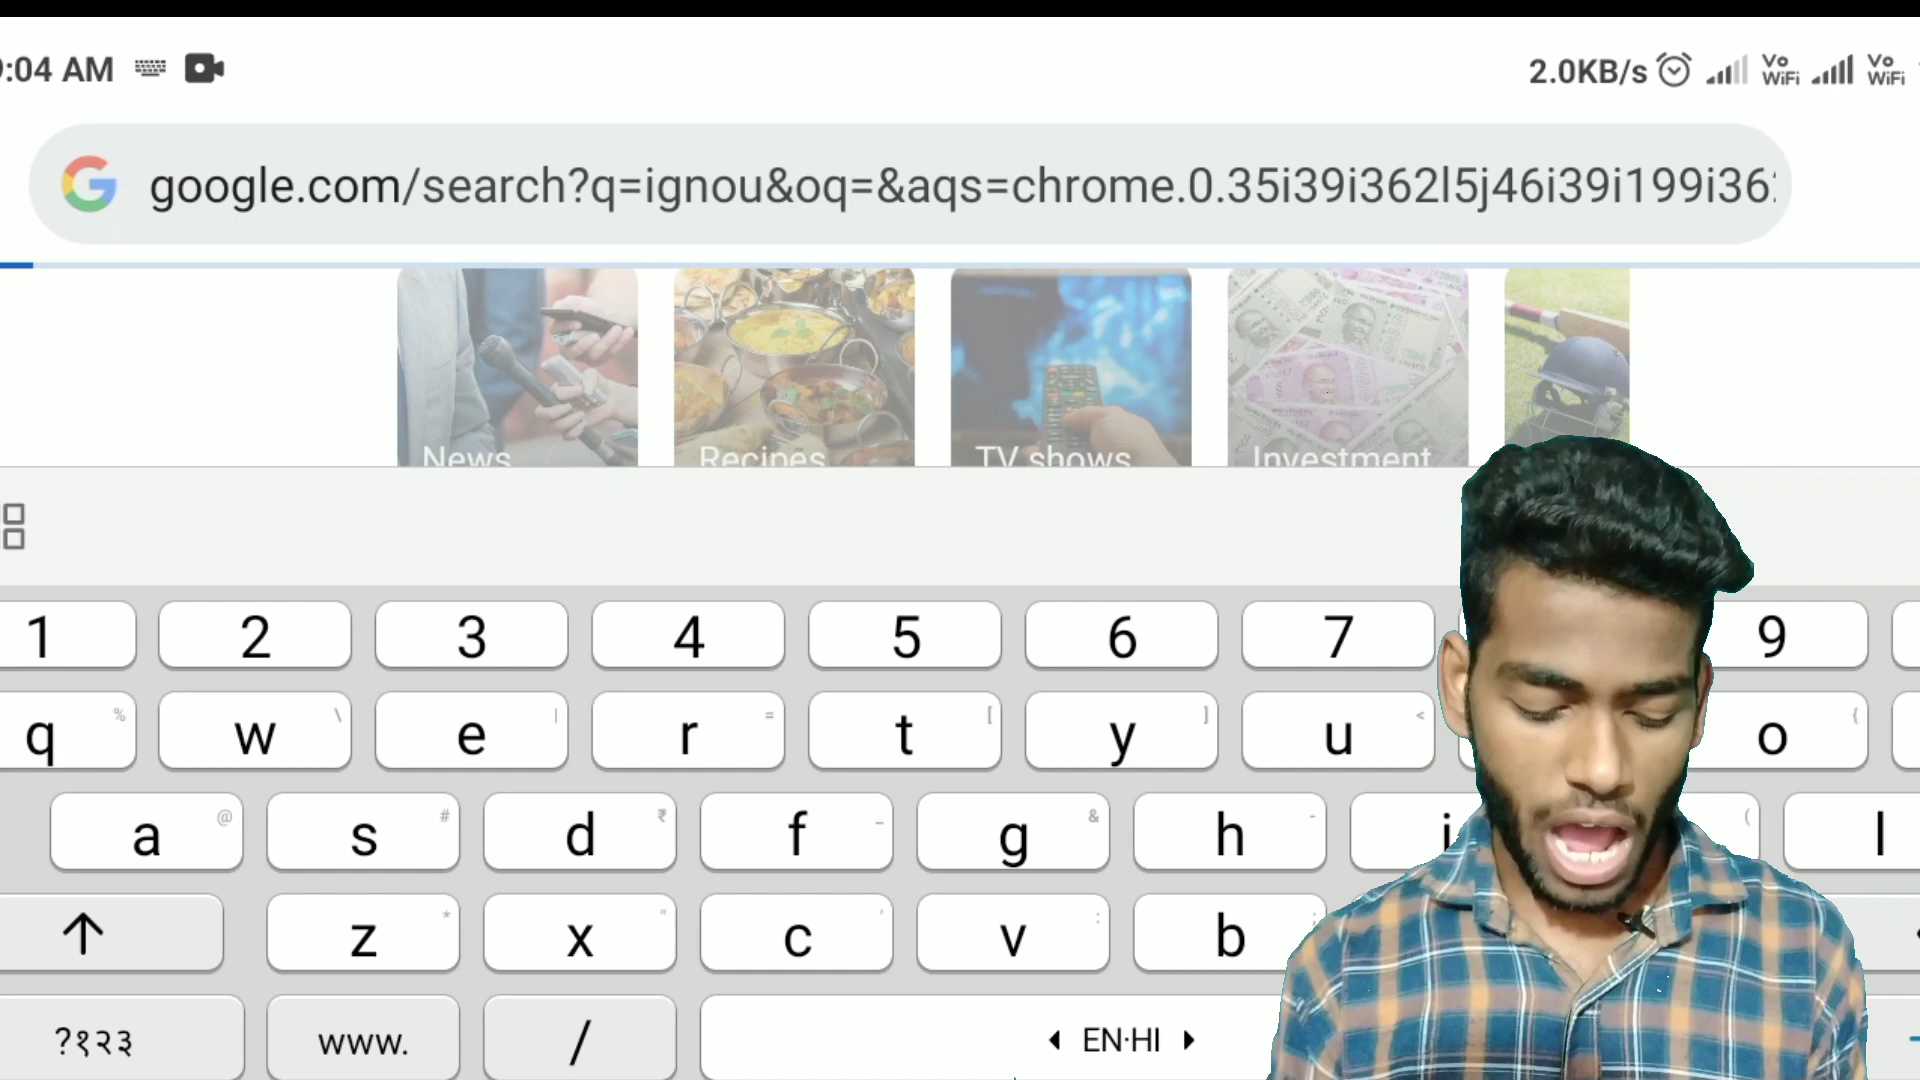 :04 AM
2.0KB/s Vo WiFi Vo WiFi
google.com/search?q=ignou&oq=&aqs=chrome.0.35i39i362l5j46i39i199i36
News Recipes TV shows Investment
1 2 3 4 5 6 7 9
q % w \ e | r = t [ y ] u < o {
a @ s # d ₹ f _ g & h - j ( l
z * x " c ' v : b ;
?१२३ www. / EN·HI